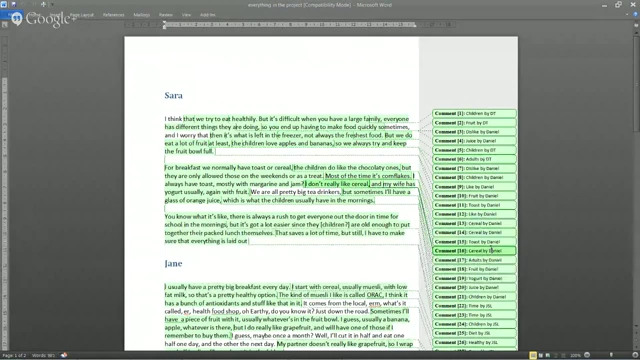 everything in the project [Compatibility Mode] - Microsoft Word
Google+
Page Layout
References
Mailings
Review
View
Add-Ins
Sara
I think that we try to eat healthily. But it's difficult when you have a large family, everyone
has different things they are doing, so you end up having to make food quickly sometimes,
and I worry that then it's what is left in the freezer, not always the freshest food. But we do
eat a lot of fruit at least, the children love apples and bananas, so we always try and keep
the fruit bowl full.
For breakfast we normally have toast or cereal, the children do like the chocolaty ones, but
they are only allowed those on the weekends or as a treat. Most of the time it's cornflakes. I
always have toast, mostly with margarine and jam? I don't really like cereal, and my wife has
yogurt usually, again with fruit. We are all pretty big tea drinkers, but sometimes I'll have a
glass of orange juice, which is what the children usually have in the mornings.
You know what it's like, there is always a rush to get everyone out the door in time for
school in the mornings, but it's got a lot easier since they [children?] are old enough to put
together their packed lunch themselves. That saves a lot of time, but still, I have to make
sure that everything is laid out
Jane
I usually have a pretty big breakfast every day. I start with cereal, usually muesli, with low
fat milk, so that's a pretty healthy option. The kind of muesli I like is called ORAC, I think it
has a bunch of antioxidants and stuff like that in it. It comes from the local, erm, what's it
called, er, health food shop, oh Earthy, do you know it? Just down the road. Sometimes I'll
have a piece of fruit with it, usually whatever's in the fruit bowl. I guess, usually a banana,
apple, whatever is there, but I do really like grapefruit, and will have one of those if I
remember to buy them. I guess, maybe once a month? Well, I'll cut it in half and eat one
half one day, and the other the next day. My partner doesn't really like grapefruit, so I wrap
Comment [1]: Children by DT
Comment [2]: Fruit by DT
Comment [3]: Dislike by Daniel
Comment [4]: Children by DT
Comment [5]: Juice by DT
Comment [6]: Adults by DT
Comment [7]: Dislike by Daniel
Comment [8]: Children by Daniel
Comment [9]: Like by Daniel
Comment [10]: Fruit by Daniel
Comment [11]: Toast by Daniel
Comment [12]: Like by Daniel
Comment [13]: Cereal by Daniel
Comment [14]: Cereal by Daniel
Comment [15]: Toast by Daniel
Comment [16]: Cereal by Daniel
Comment [17]: Adults by Daniel
Comment [18]: Fruit by Daniel
Comment [19]: Yogurt by Daniel
Comment [20]: Juice by Daniel
Comment [21]: Children by Daniel
Comment [22]: Time by JSL
Comment [23]: Time by JSL
Comment [24]: Children by JSL
Comment [25]: Diet by JSL
Comment [26]: Healthy by JSL
Page: 1 of 2